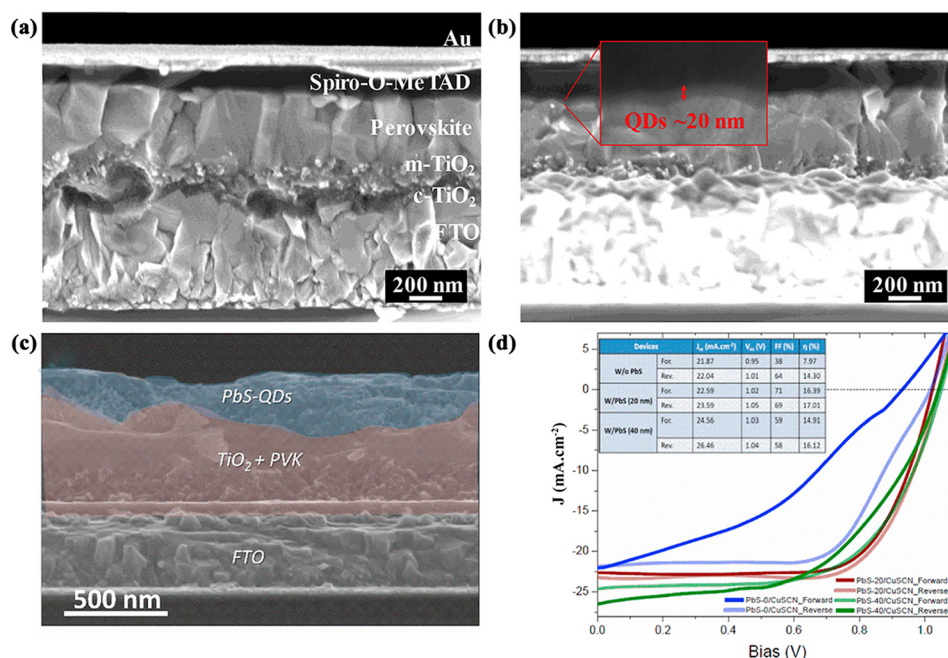 (a)
Au
Spiro-O-MeTAD
Perovskite
m-TiO2
c-TiO2
FTO
200 nm
(b)
QDs ~20 nm
200 nm
(c)
PbS-QDs
TiO2 + PVK
FTO
500 nm
(d)
Devices Jsc (mA.cm-2) Voc (V) FF (%) η (%)
W/o PbS For. 21.87 0.95 38 7.97
Rev. 22.04 1.01 64 14.30
W/PbS (20 nm) For. 22.59 1.02 71 16.39
Rev. 23.59 1.05 69 17.01
W/PbS (40 nm) For. 24.56 1.03 59 14.91
Rev. 26.46 1.04 58 16.12
J (mA.cm-2)
5
0
-5
-10
-15
-20
-25
PbS-0/CuSCN_Forward
PbS-0/CuSCN_Reverse
PbS-20/CuSCN_Forward
PbS-20/CuSCN_Reverse
PbS-40/CuSCN_Forward
PbS-40/CuSCN_Reverse
0.0 0.2 0.4 0.6 0.8 1.0
Bias (V)